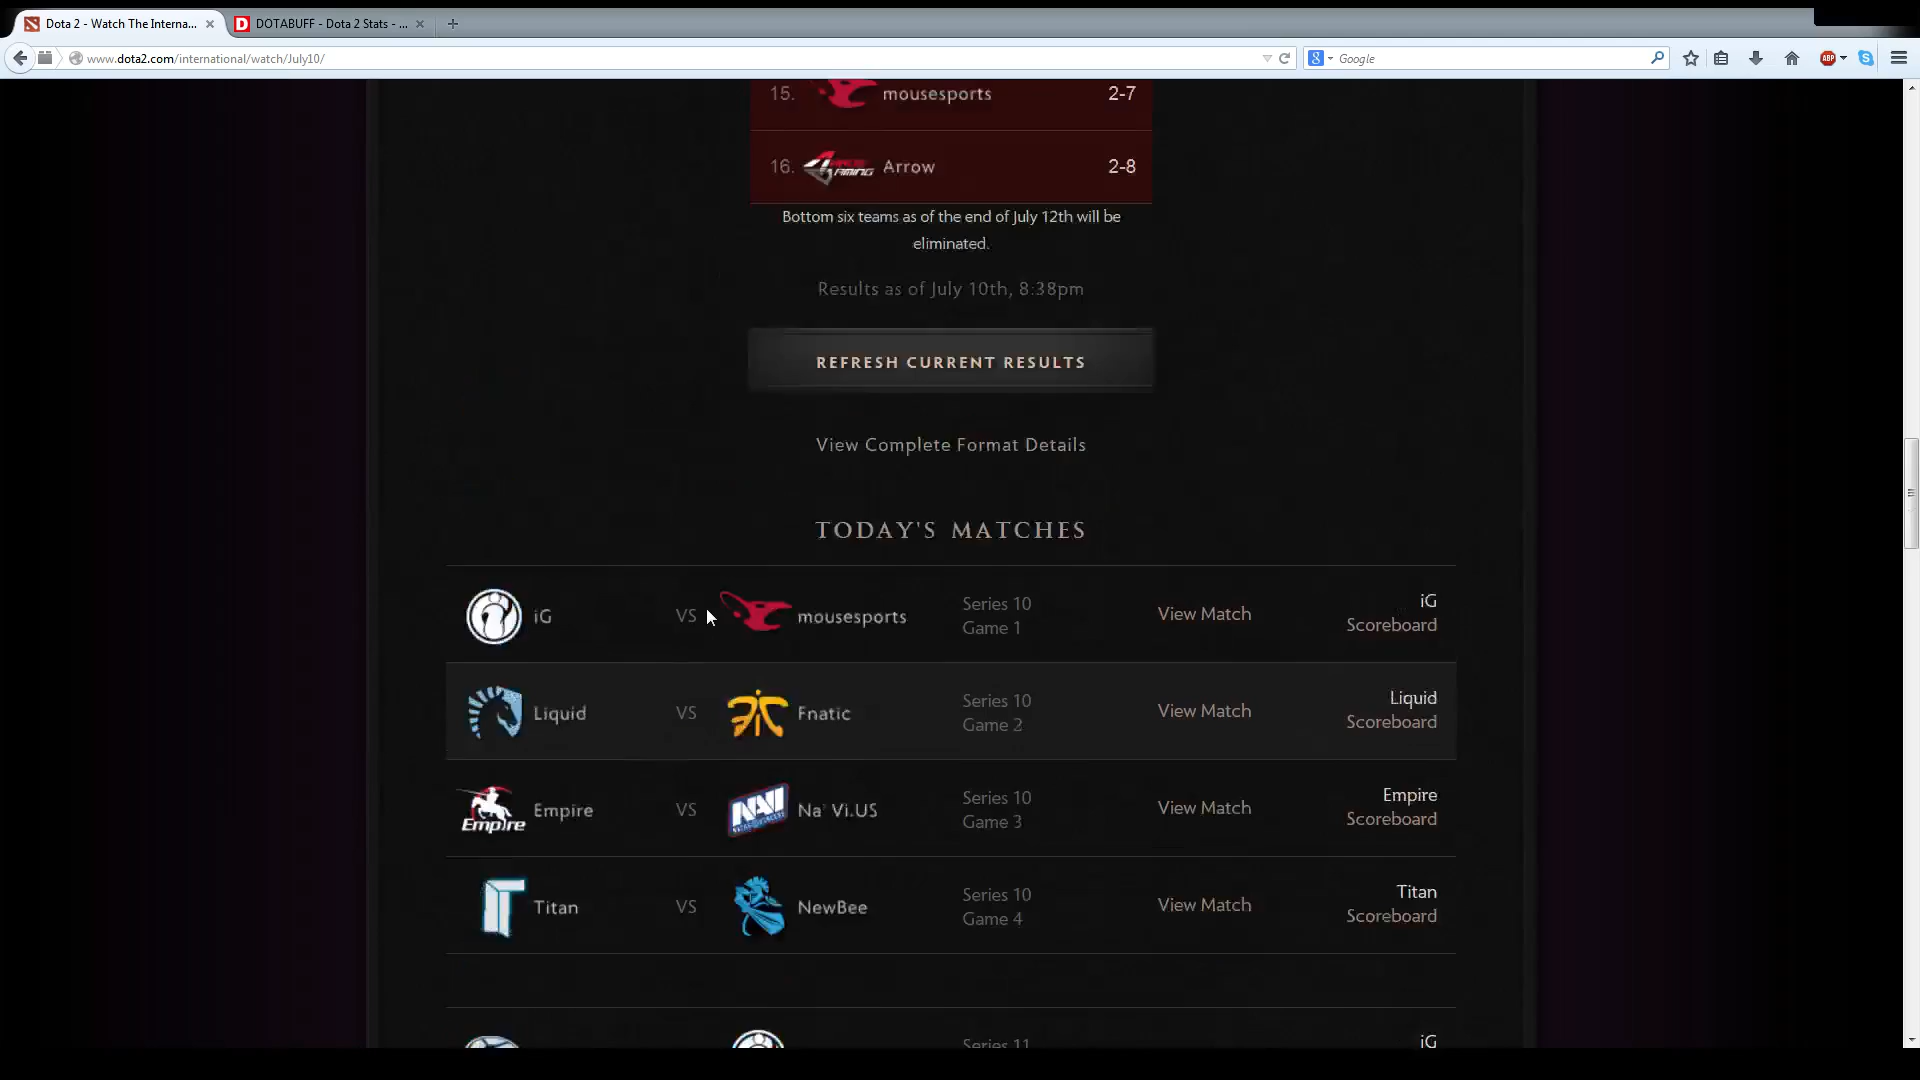 Dota 2 - Watch The Interna...
DOTABUFF - Dota 2 Stats - ...
www.dota2.com/international/watch/July10/
Google
ABP
15. mousesports 2-7
16. Arrow 2-8
Bottom six teams as of the end of July 12th will be
eliminated.
Results as of July 10th, 8:38pm
REFRESH CURRENT RESULTS
View Complete Format Details
TODAY'S MATCHES
iG VS mousesports Series 10 Game 1 View Match iG Scoreboard
Liquid VS Fnatic Series 10 Game 2 View Match Liquid Scoreboard
Empire Empire VS NAVI Na`Vi.US Series 10 Game 3 View Match Empire Scoreboard
Titan VS NewBee Series 10 Game 4 View Match Titan Scoreboard
Series 11 iG